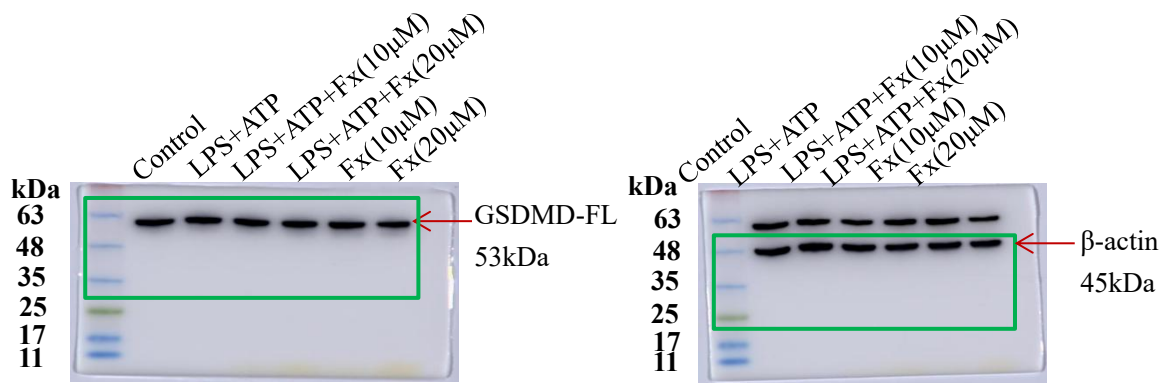 Control
LPS+ATP
LPS+ATP+Fx(10μM)
LPS+ATP+Fx(20μM)
Fx(10μM)
Fx(20μM)
kDa
63
48
35
25
17
11
GSDMD-FL
53kDa
Control
LPS+ATP
LPS+ATP+Fx(10μM)
LPS+ATP+Fx(20μM)
Fx(10μM)
Fx(20μM)
kDa
63
48
35
25
17
11
β-actin
45kDa